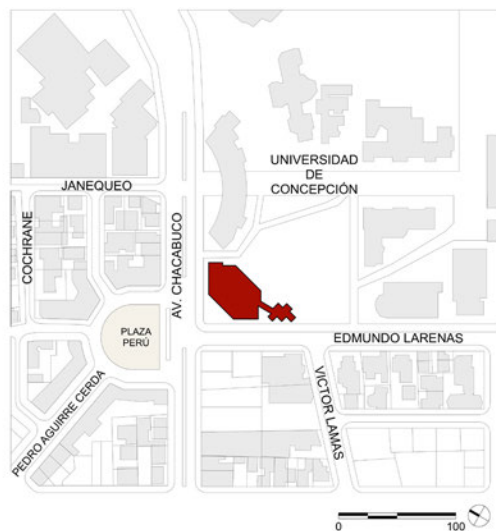 UNIVERSIDAD
DE
CONCEPCIÓN
JANEQUEO
COCHRANE
AV. CHACABUCO
PLAZA
PERÚ
EDMUNDO LARENAS
VICTOR LAMAS
PEDRO AGUIRRE CERDA
0 100